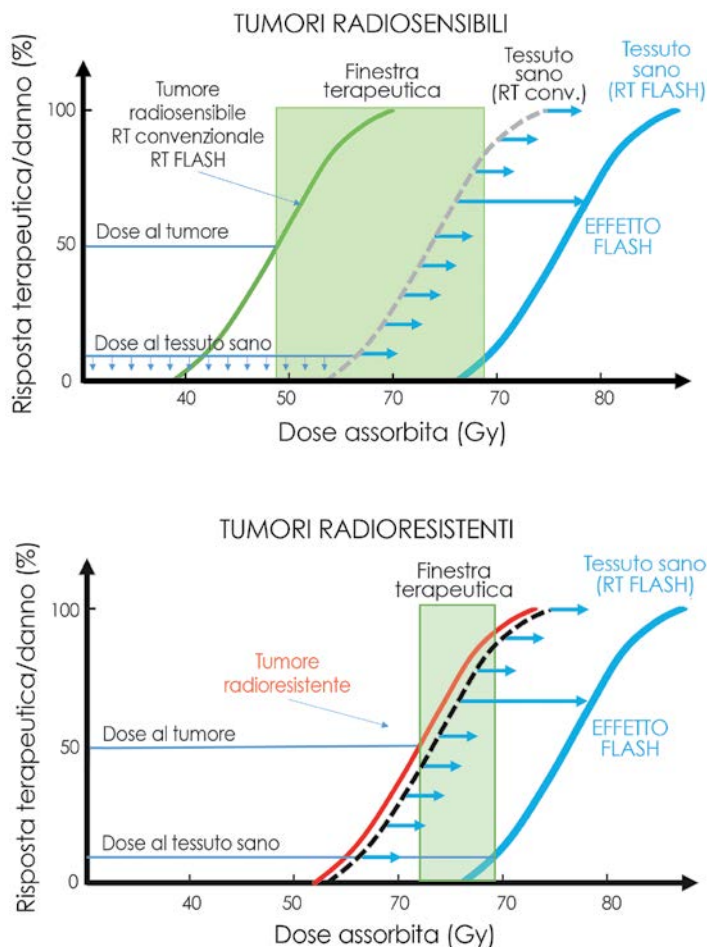 TUMORI RADIOSENSIBILI
Risposta terapeutica/danno (%)
100
50
0
Tumore
radiosensibile
RT convenzionale
RT FLASH
Finestra
terapeutica
Tessuto
sano
(RT conv.)
Tessuto
sano
(RT FLASH)
Dose al tumore
EFFETTO
FLASH
Dose al tessuto sano
40
50
70
70
80
Dose assorbita (Gy)
TUMORI RADIORESISTENTI
Risposta terapeutica/danno (%)
100
50
0
Finestra
terapeutica
Tessuto sano
(RT FLASH)
Tumore
radioresistente
Dose al tumore
EFFETTO
FLASH
Dose al tessuto sano
40
50
70
70
80
Dose assorbita (Gy)